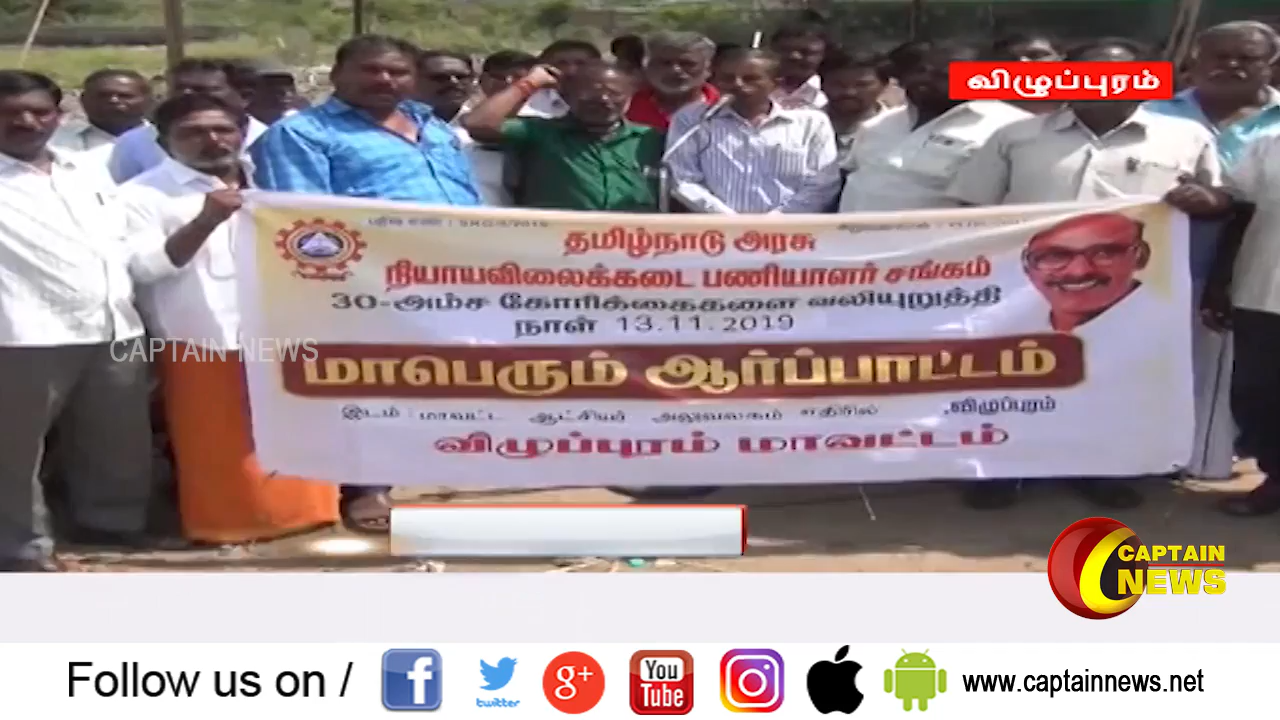 விழுப்புரம்
பதிவு எண் :
தமிழ்நாடு அரசு
நியாயவிலைக்கடை பணியாளர் சங்கம்
30-அம்ச கோரிக்கைகளை வலியுறுத்தி
நாள் 13.11.2019
CAPTAIN NEWS
மாபெரும் ஆர்ப்பாட்டம்
இடம் : மாவட்ட ஆட்சியர் அலுவலகம் எதிரில் ,விழுப்புரம்
விழுப்புரம் மாவட்டம்
CAPTAIN
NEWS
Follow us on / f twitter g+ You Tube www.captainnews.net